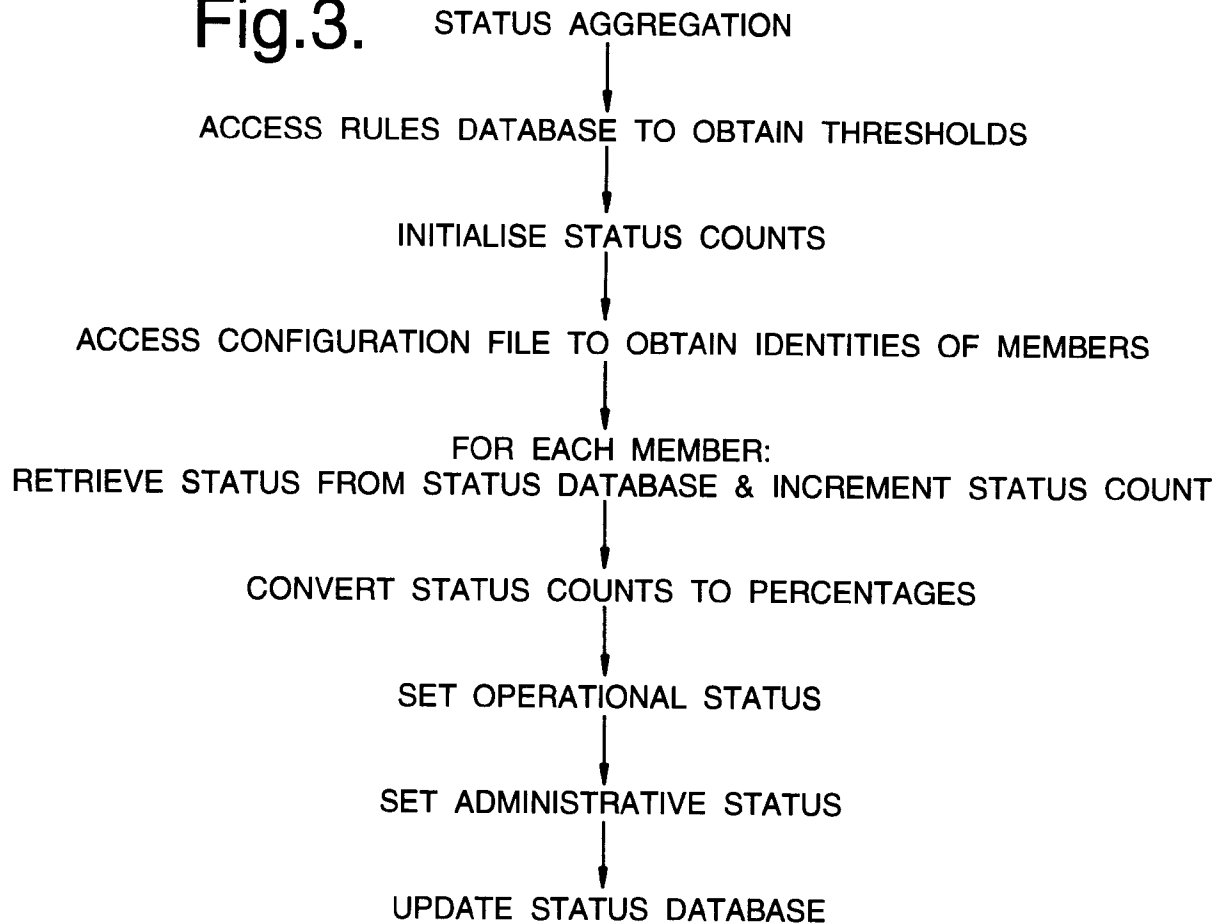 Fig.3.
STATUS AGGREGATION
ACCESS RULES DATABASE TO OBTAIN THRESHOLDS
INITIALISE STATUS COUNTS
ACCESS CONFIGURATION FILE TO OBTAIN IDENTITIES OF MEMBERS
FOR EACH MEMBER:
RETRIEVE STATUS FROM STATUS DATABASE & INCREMENT STATUS COUNT
CONVERT STATUS COUNTS TO PERCENTAGES
SET OPERATIONAL STATUS
SET ADMINISTRATIVE STATUS
UPDATE STATUS DATABASE